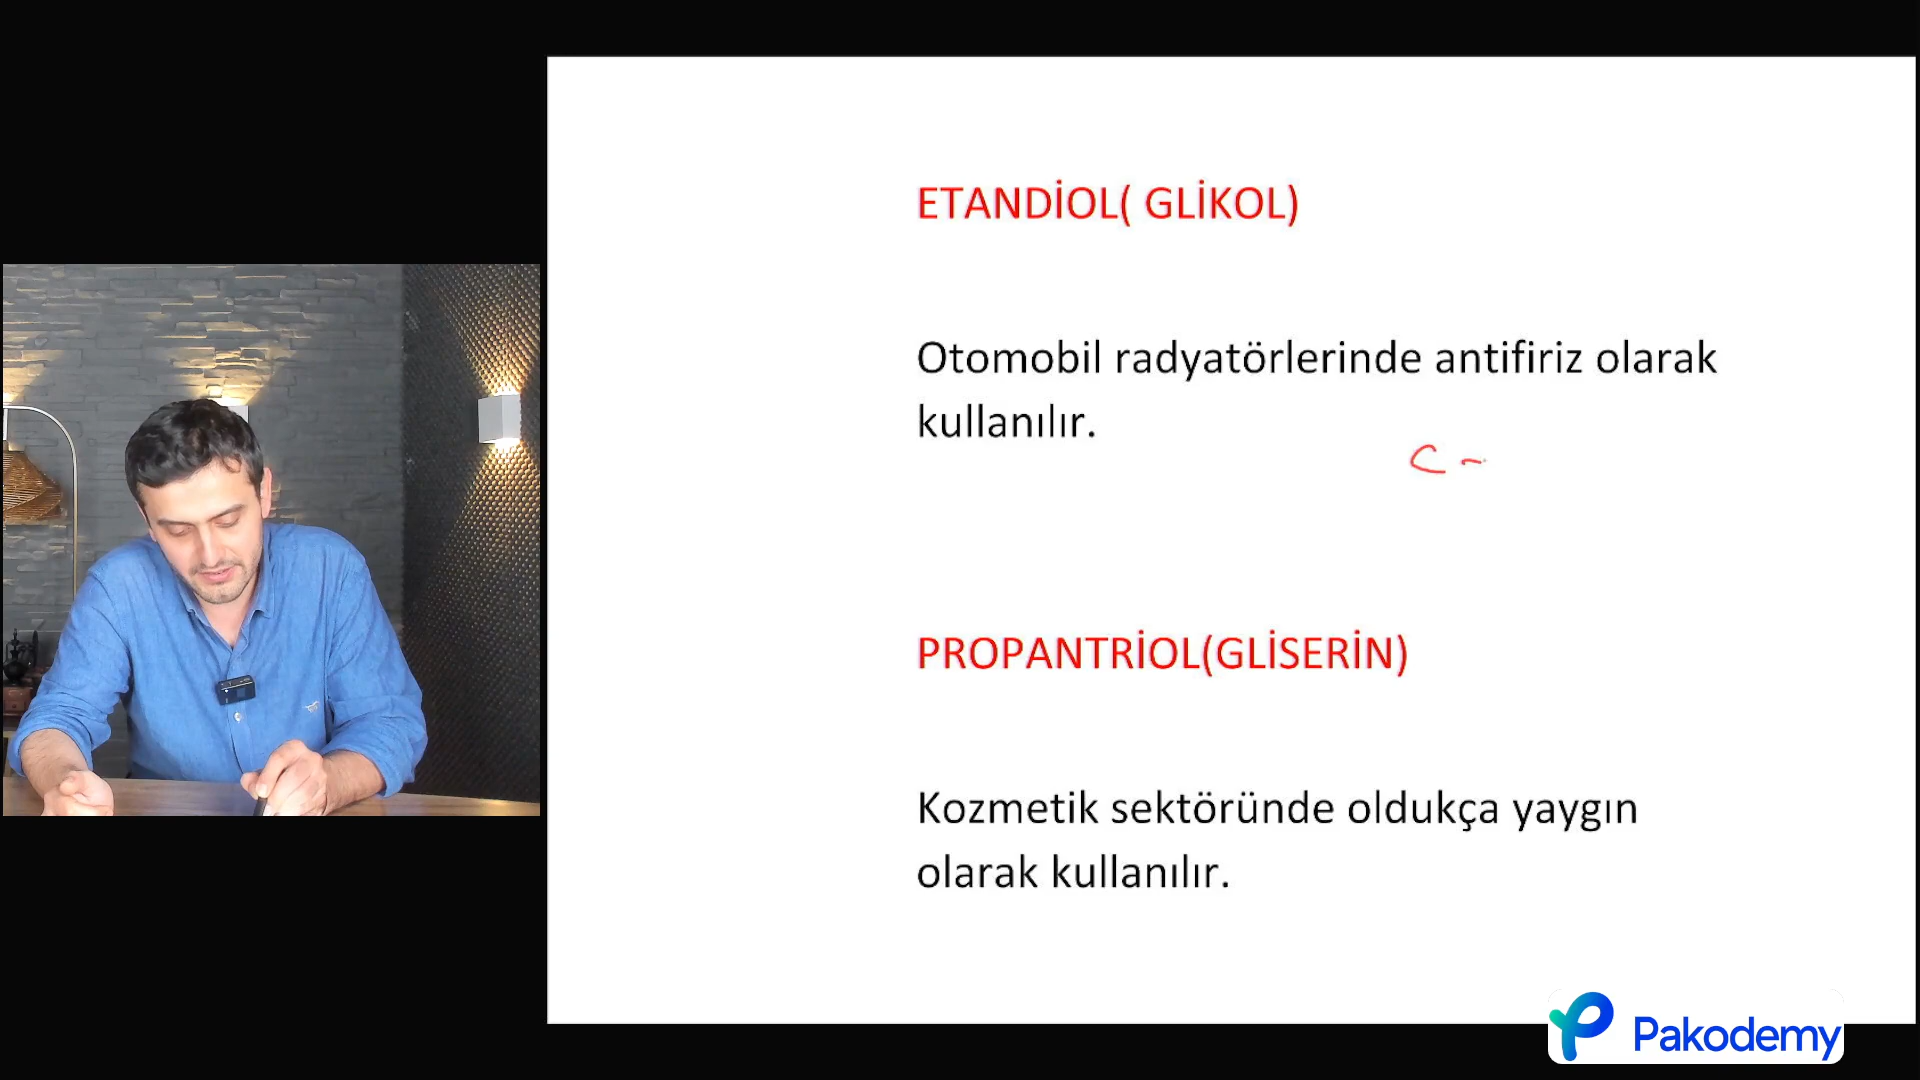 ETANDİOL( GLİKOL)
Otomobil radyatörlerinde antifiriz olarak
kullanılır.
C -
PROPANTRİOL(GLİSERİN)
Kozmetik sektöründe oldukça yaygın
olarak kullanılır.
Pakodemy